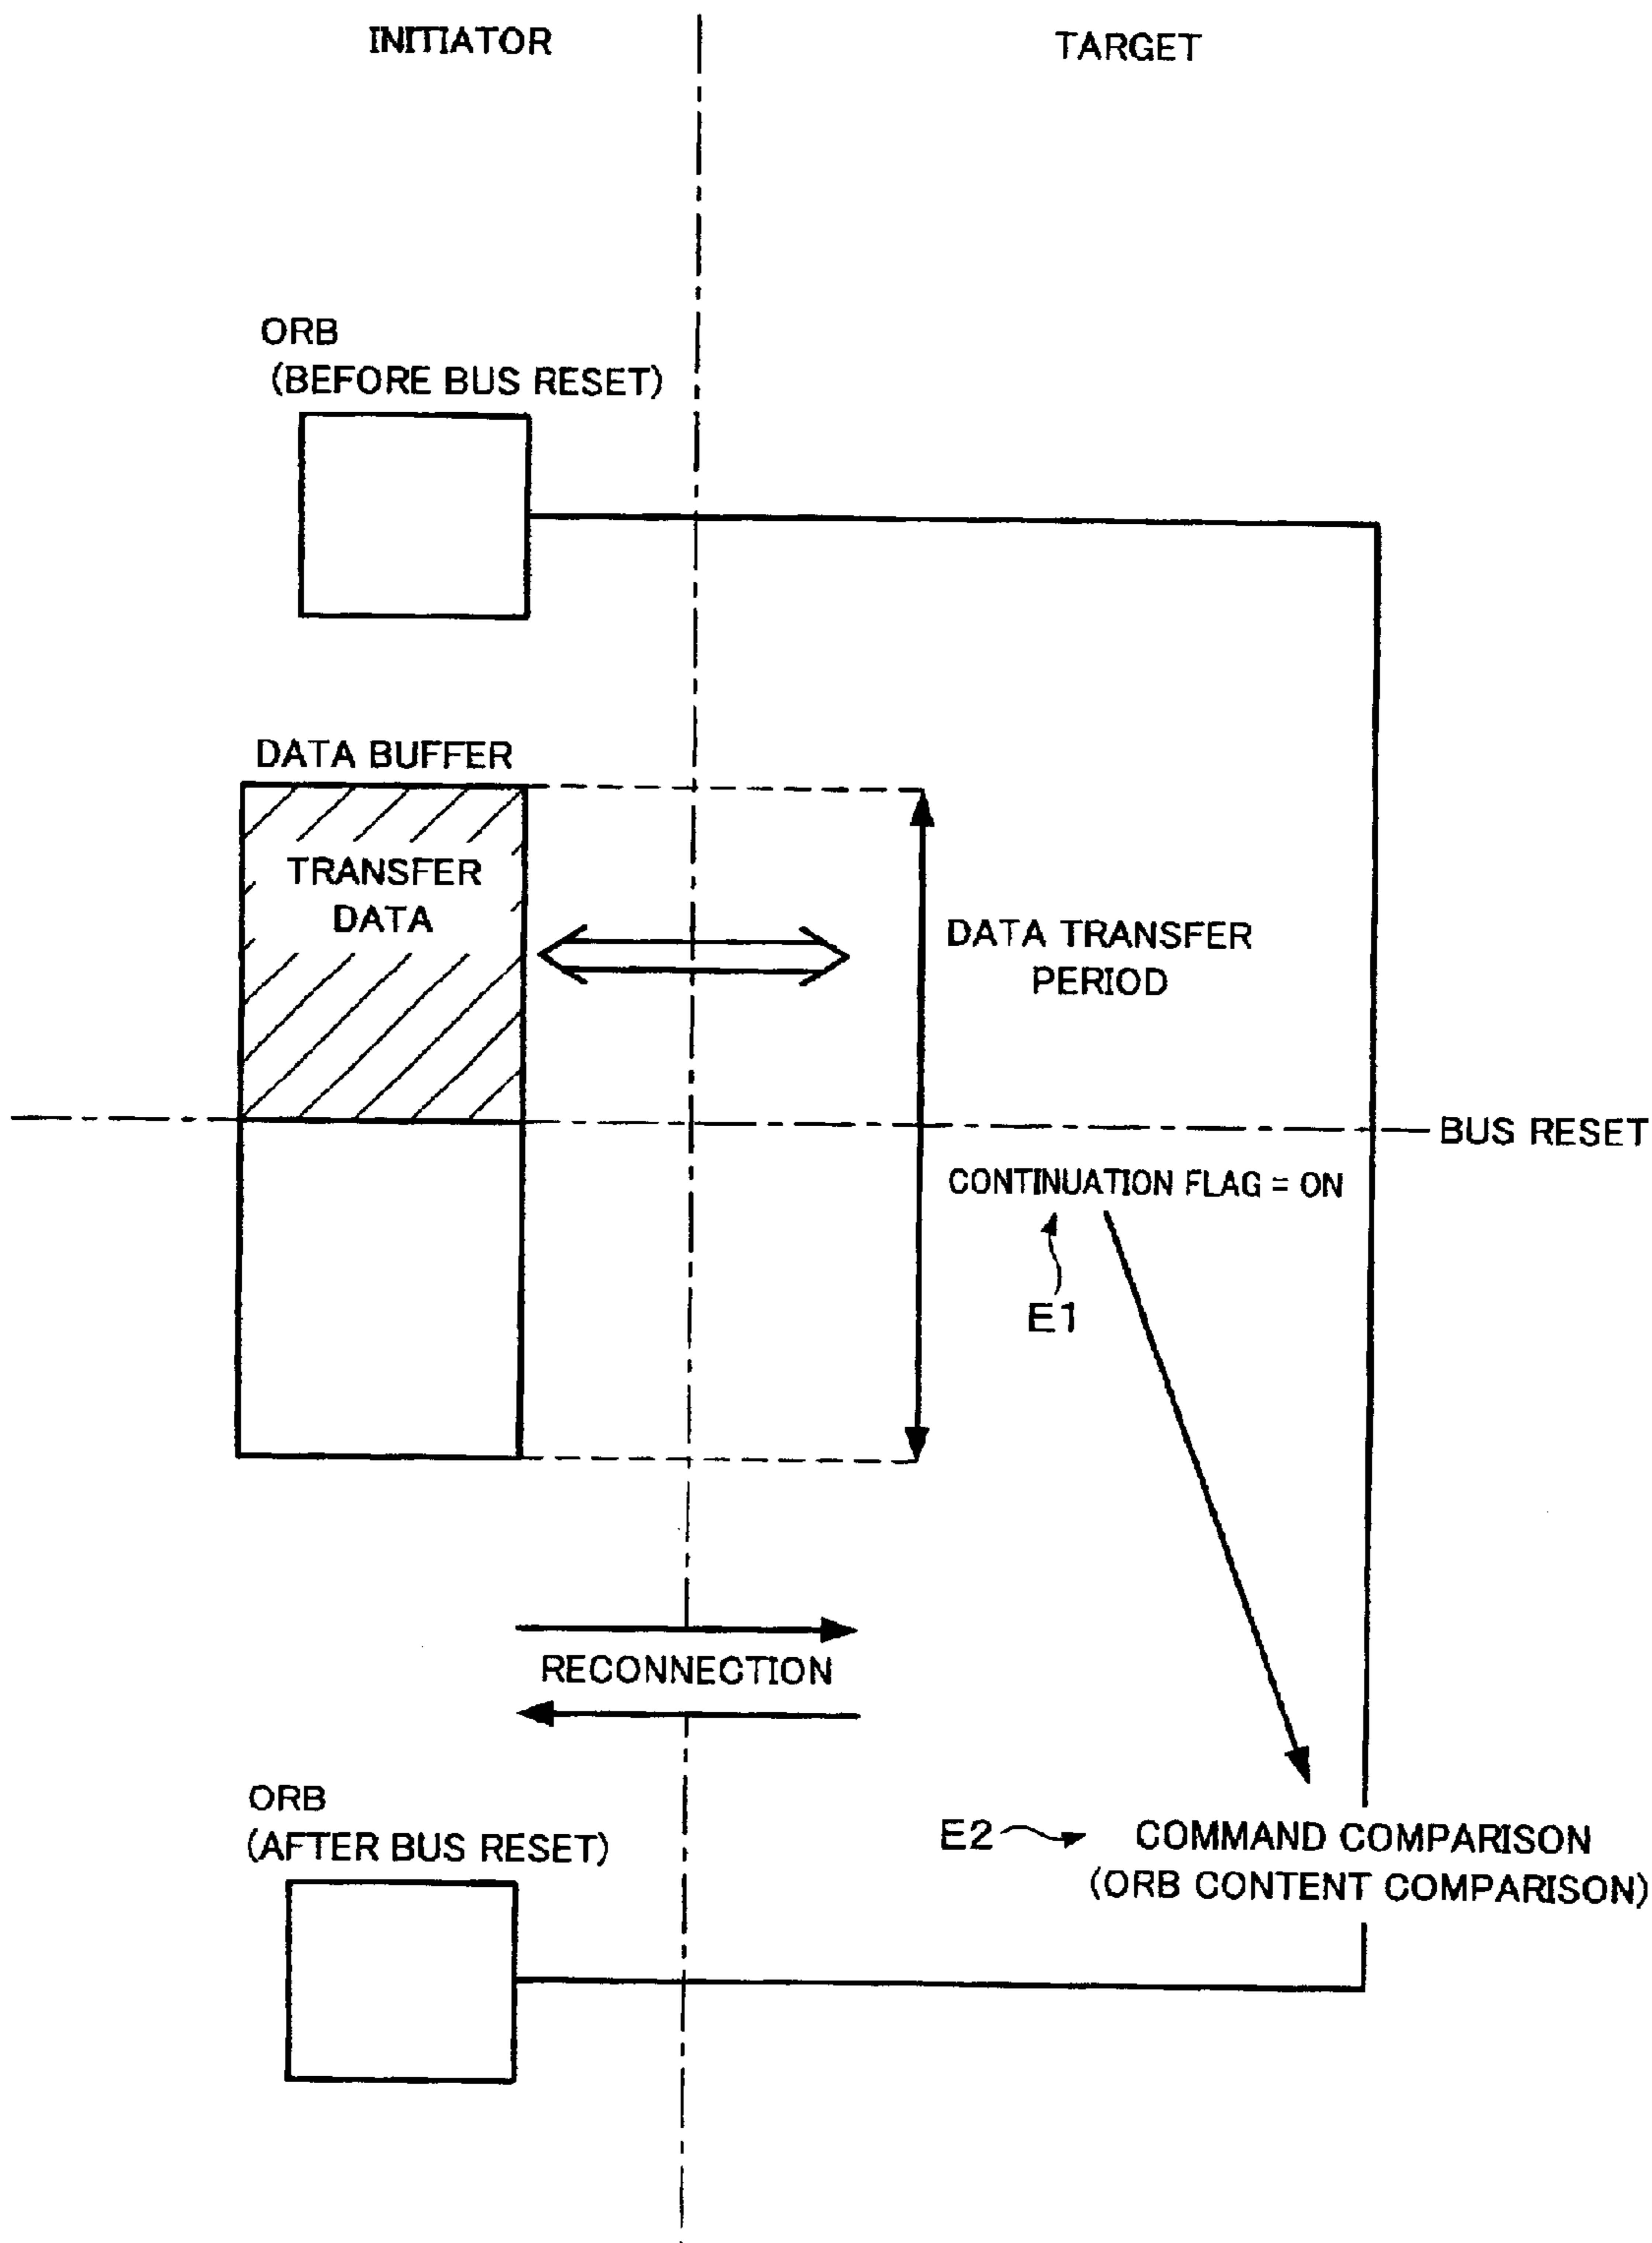 INITIATOR
TARGET
ORB
(BEFORE BUS RESET)
DATA BUFFER
TRANSFER
DATA
DATA TRANSFER
PERIOD
BUS RESET
CONTINUATION FLAG = ON
E1
RECONNECTION
ORB
(AFTER BUS RESET)
E2
COMMAND COMPARISON
(ORB CONTENT COMPARISON)